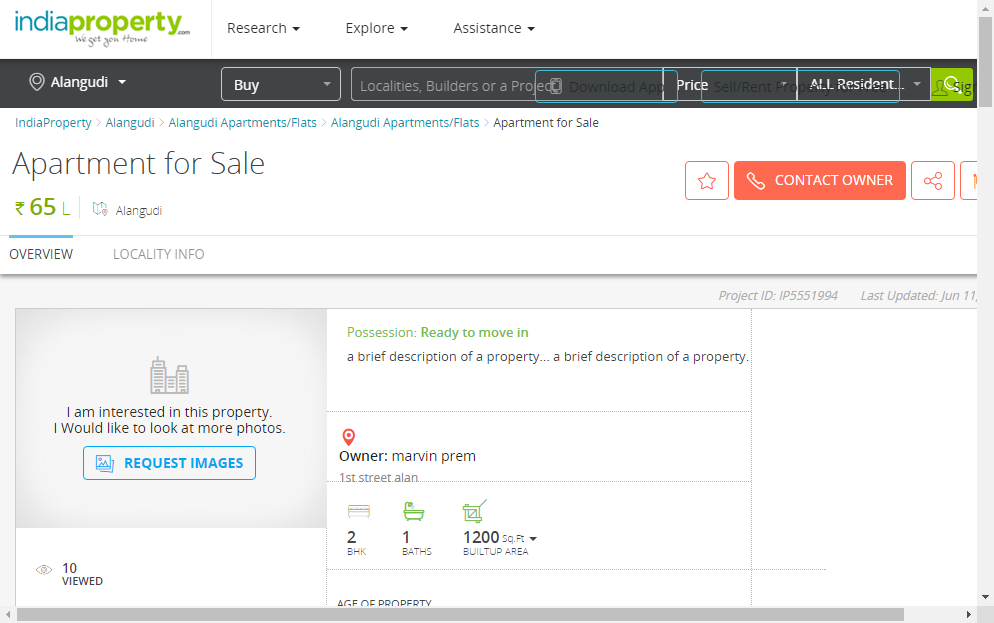 indiaproperty.com
We get you Home
Research
Explore
Assistance
Alangudi
Buy
Localities, Builders or a Proje
Download App
Price
Sell/Rent Property
ALL Resident...
Sig
IndiaProperty > Alangudi > Alangudi Apartments/Flats > Alangudi Apartments/Flats > Apartment for Sale
Apartment for Sale
CONTACT OWNER
₹ 65 L
Alangudi
OVERVIEW
LOCALITY INFO
Project ID: IP5551994
Last Updated: Jun 11,
Possession: Ready to move in
a brief description of a property... a brief description of a property.
I am interested in this property.
I Would like to look at more photos.
REQUEST IMAGES
Owner: marvin prem
1st street alan
2
BHK
1
BATHS
1200 Sq.Ft
BUILTUP AREA
10
VIEWED
AGE OF PROPERTY